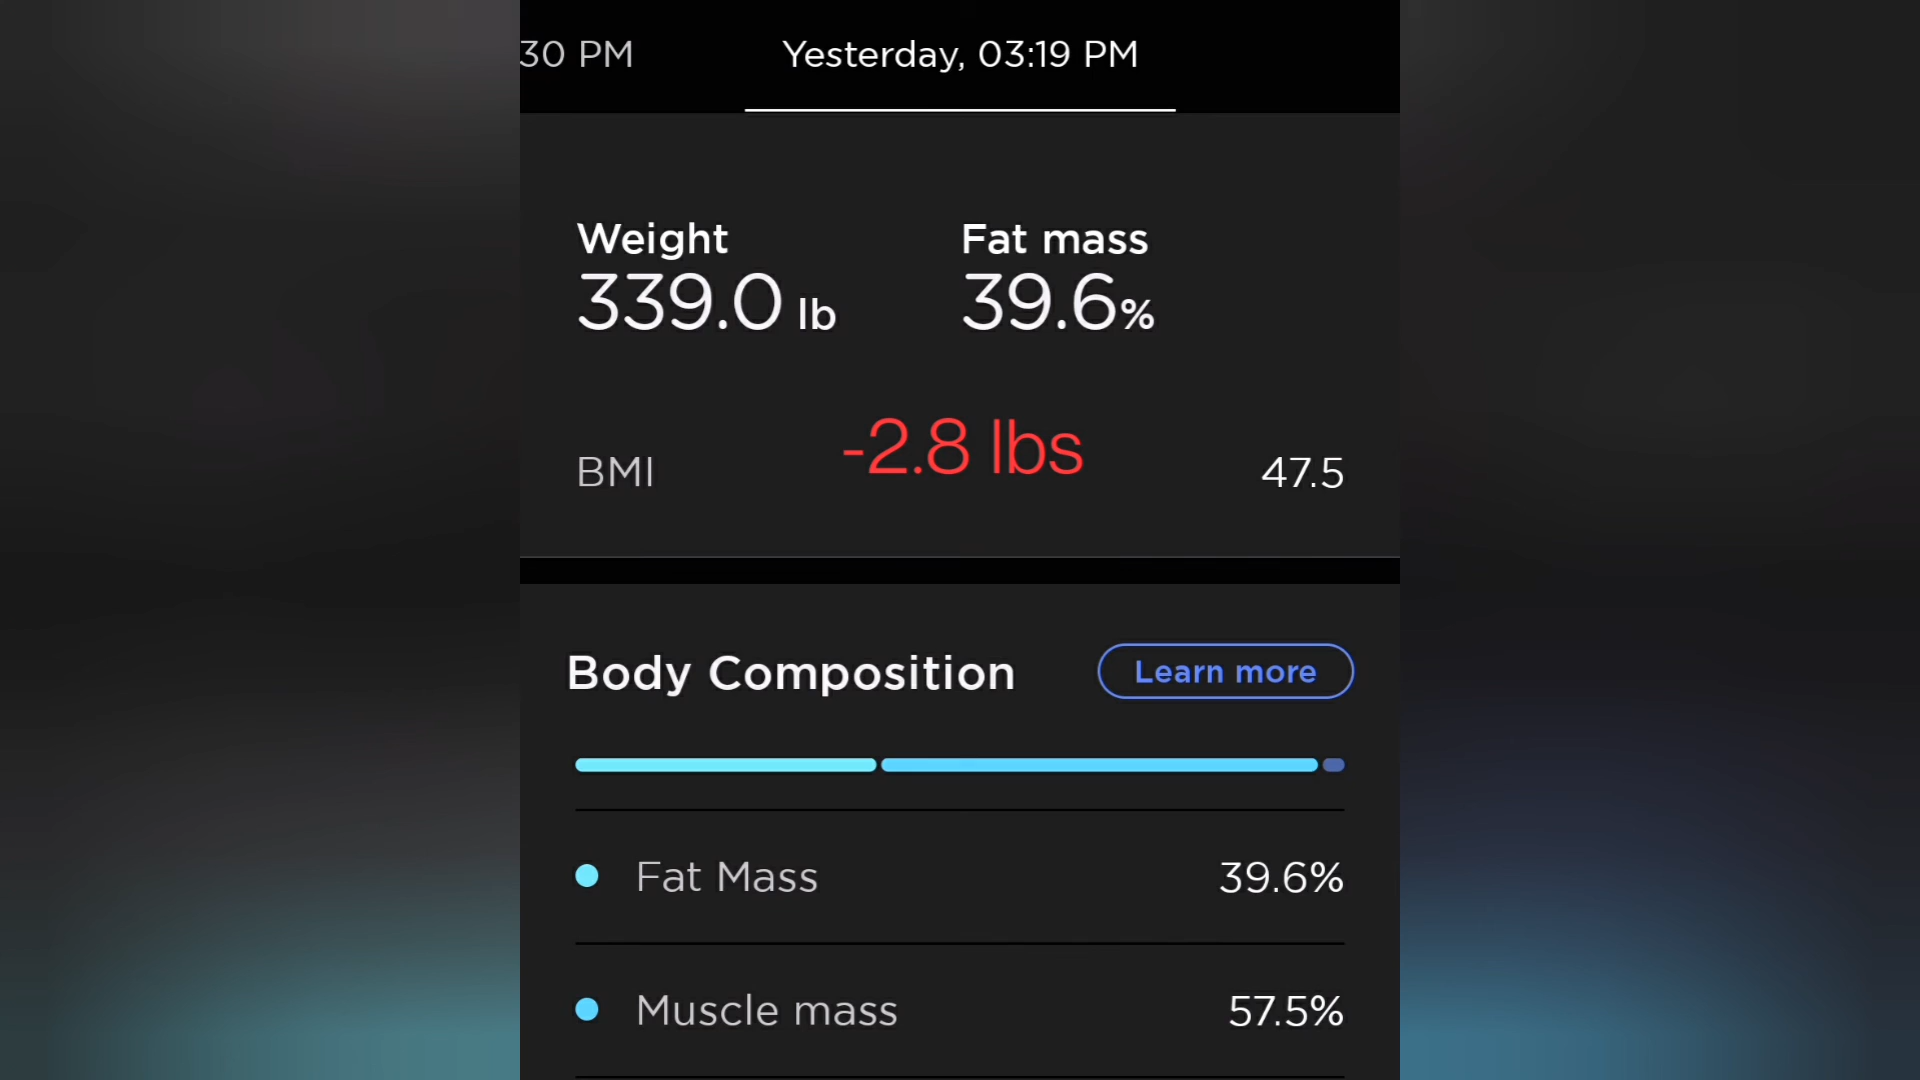 30 PM
Yesterday, 03:19 PM
Weight
Fat mass
339.0 lb
39.6%
-2.8 lbs
BMI
47.5
Body Composition
Learn more
Fat Mass
39.6%
Muscle mass
57.5%